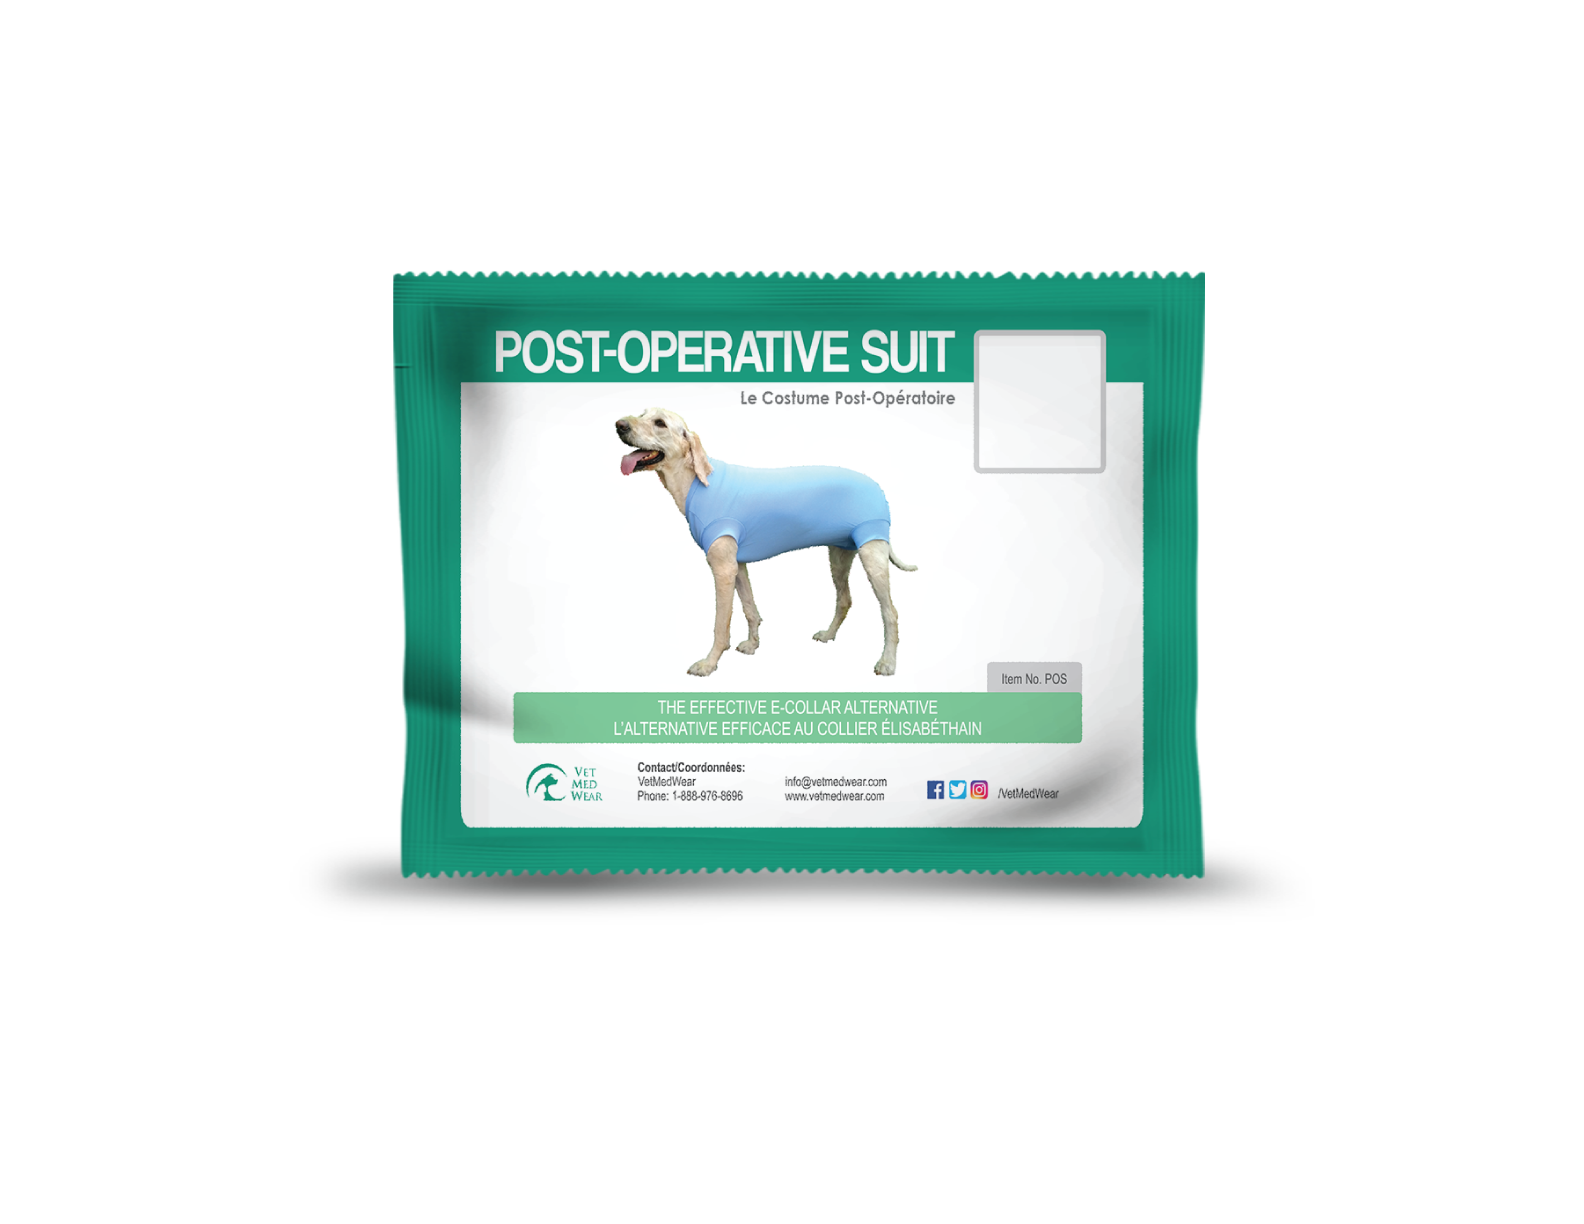 POST-OPERATIVE SUIT
Le Costume Post-Opératoire
Item No. POS
THE EFFECTIVE E-COLLAR ALTERNATIVE
L'ALTERNATIVE EFFICACE AU COLLIER ÉLISABÉTHAIN
VET
MED
WEAR
Contact/Coordonnées:
VetMedWear
Phone: 1-888-976-8696
info@vetmedwear.com
www.vetmedwear.com
/VetMedWear